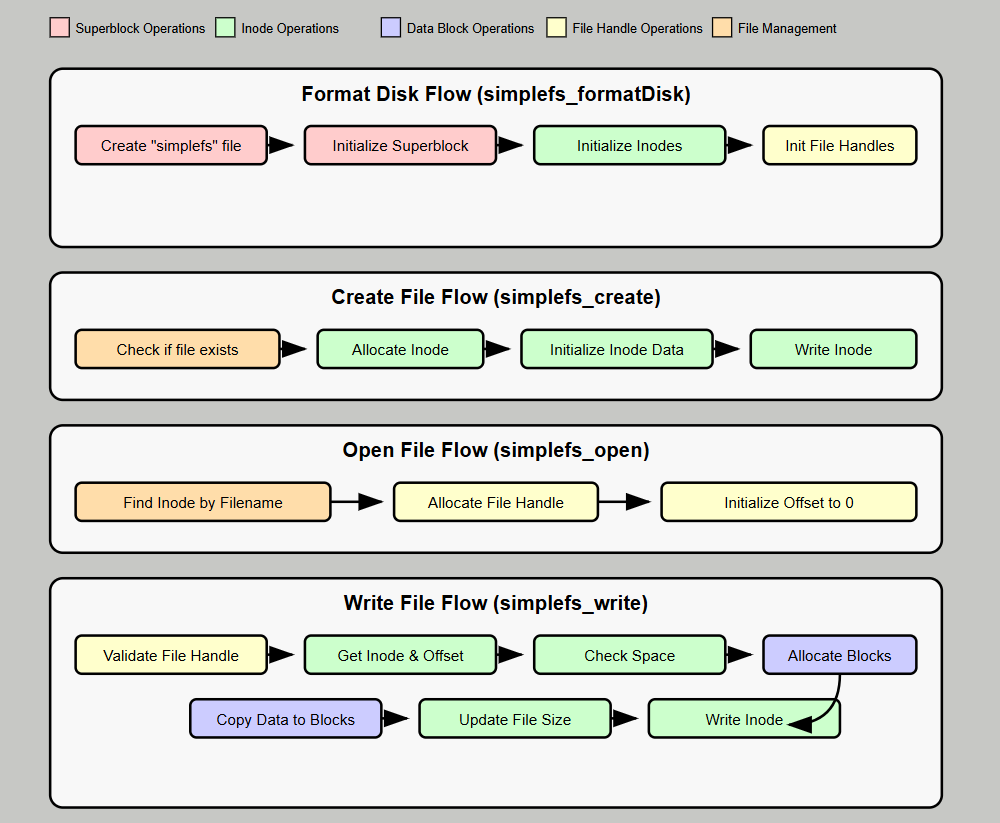 Superblock Operations
Inode Operations
Data Block Operations
File Handle Operations
File Management
Format Disk Flow (simplefs_formatDisk)
Create "simplefs" file
Initialize Superblock
Initialize Inodes
Init File Handles
Create File Flow (simplefs_create)
Check if file exists
Allocate Inode
Initialize Inode Data
Write Inode
Open File Flow (simplefs_open)
Find Inode by Filename
Allocate File Handle
Initialize Offset to 0
Write File Flow (simplefs_write)
Validate File Handle
Get Inode & Offset
Check Space
Allocate Blocks
Copy Data to Blocks
Update File Size
Write Inode